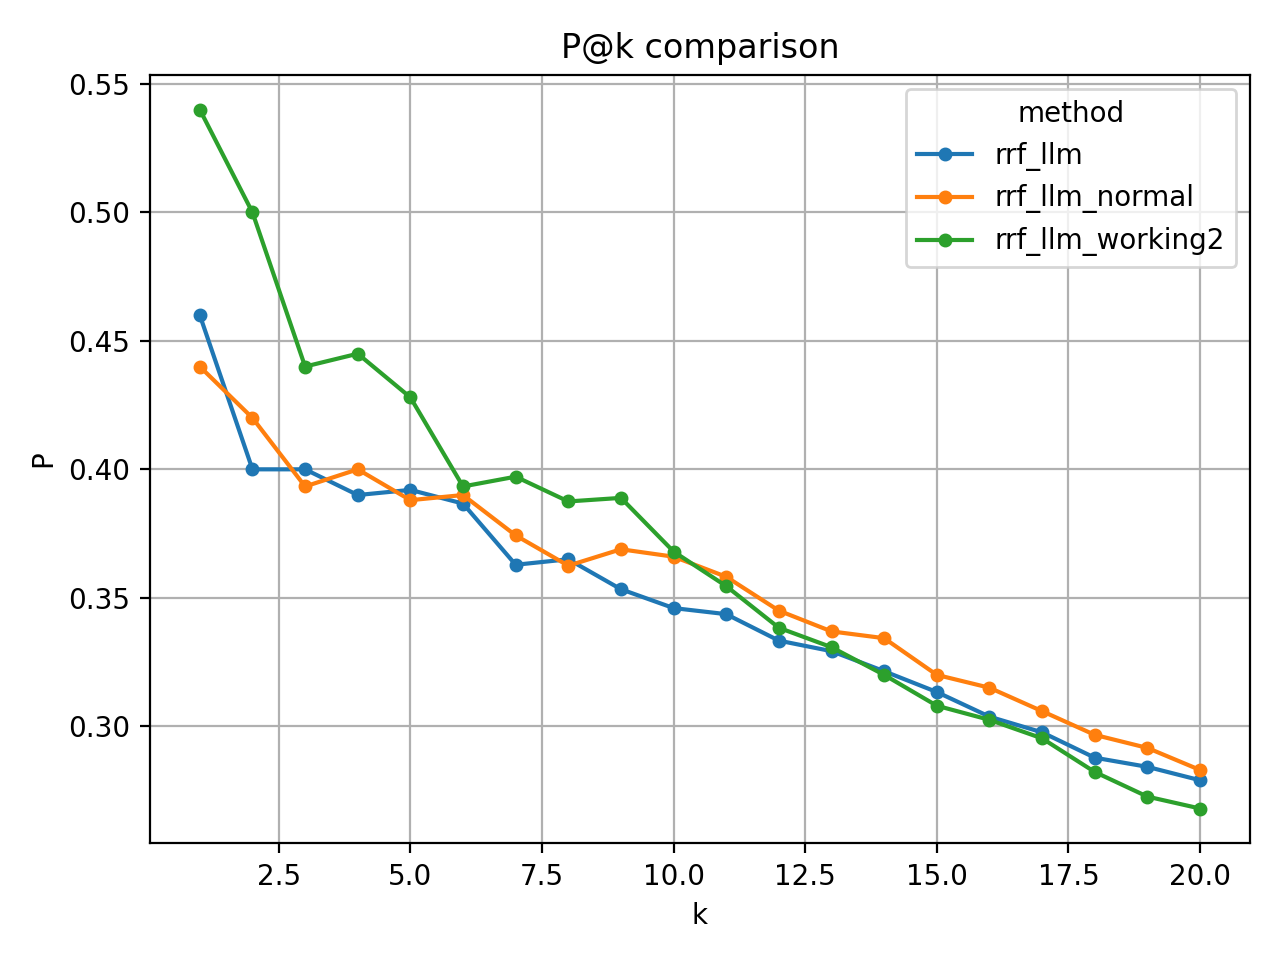 P@k comparison
0.55
0.50
0.45
0.40
0.35
0.30
P
method
rrf_llm
rrf_llm_normal
rrf_llm_working2
2.5 5.0 7.5 10.0 12.5 15.0 17.5 20.0
k